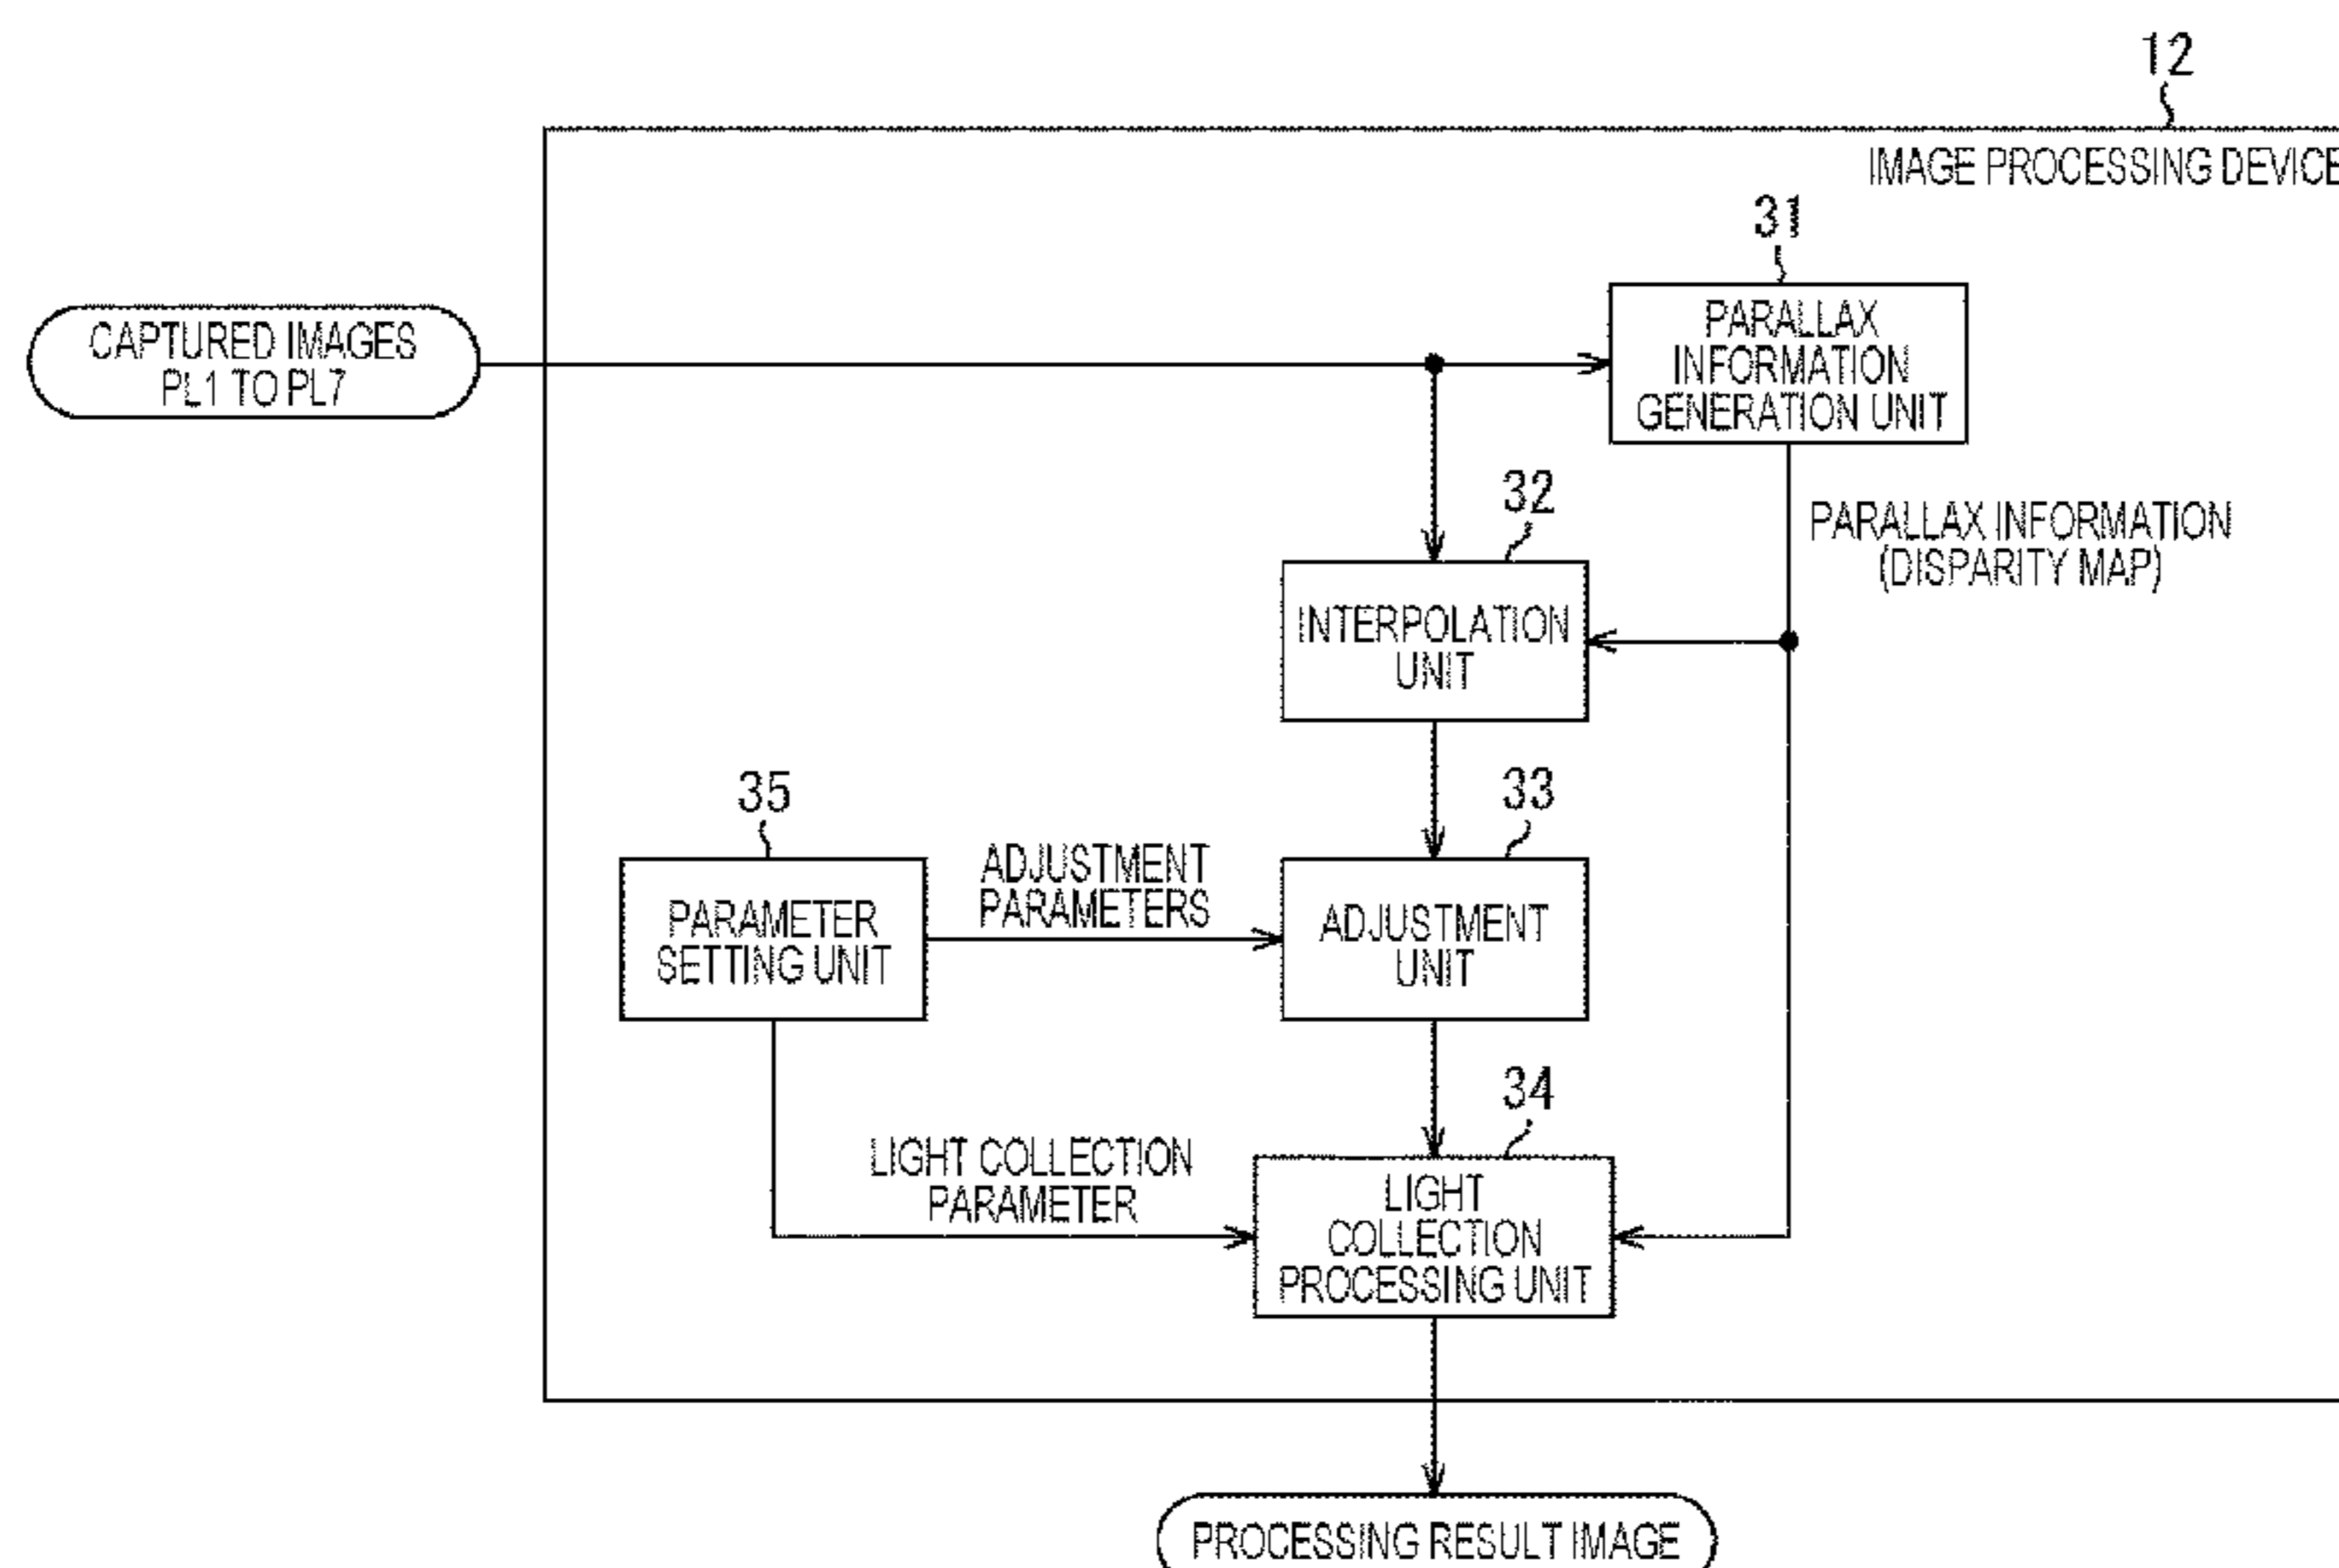 12
IMAGE PROCESSING DEVICE
31
CAPTURED IMAGES
PL1 TO PL7
PARALLAX
INFORMATION
GENERATION UNIT
32
PARALLAX INFORMATION
(DISPARITY MAP)
INTERPOLATION
UNIT
35
33
ADJUSTMENT
PARAMETERS
PARAMETER
SETTING UNIT
ADJUSTMENT
UNIT
34
LIGHT COLLECTION
PARAMETER
LIGHT
COLLECTION
PROCESSING UNIT
PROCESSING RESULT IMAGE